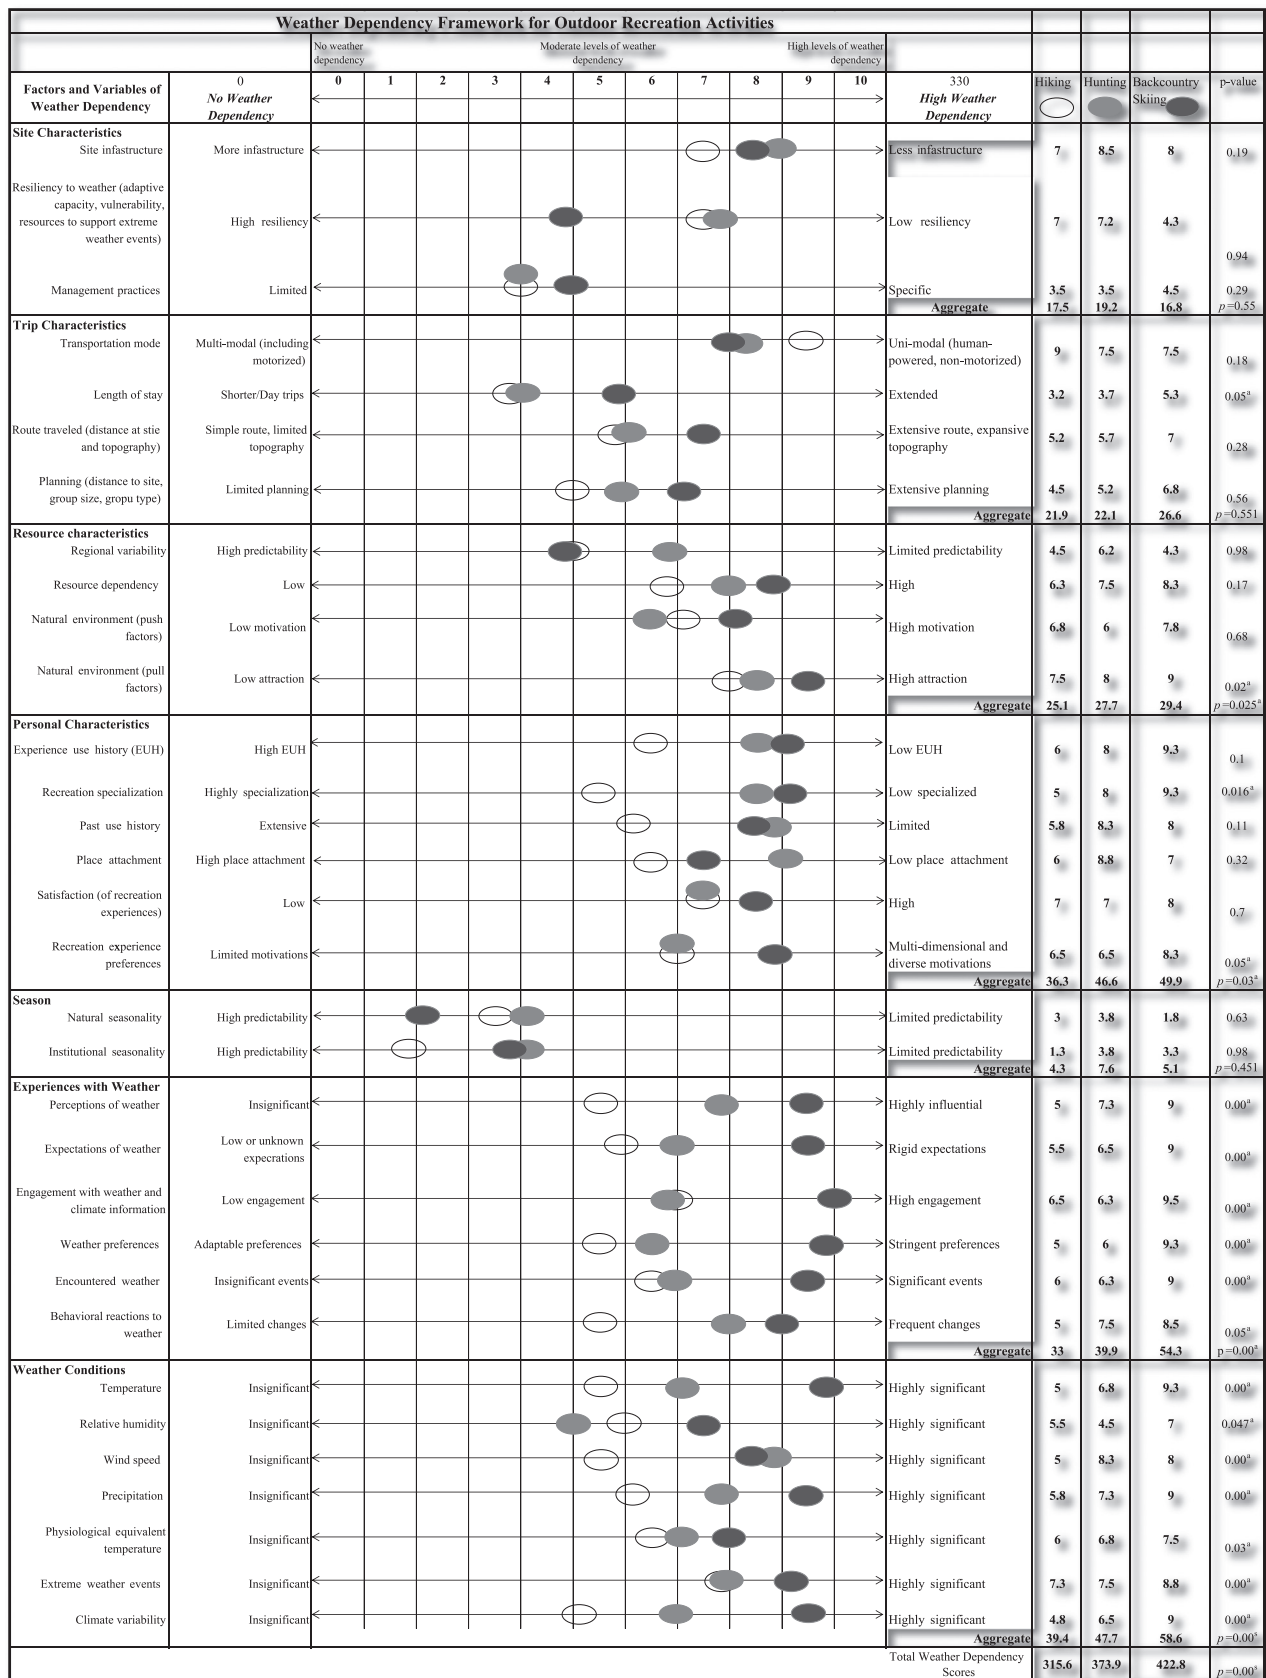 Weather Dependency Framework for Outdoor Recreation Activities
No weather dependency
Moderate levels of weather dependency
High levels of weather dependency
Factors and Variables of Weather Dependency
0 No Weather Dependency
0 1 2 3 4 5 6 7 8 9 10
330 High Weather Dependency
Hiking Hunting Backcountry Skiing p-value
Site Characteristics
Site infastructure More infastructure Less infastructure 7 8.5 8 0.19
Resiliency to weather (adaptive capacity, vulnerability, resources to support extreme weather events) High resiliency Low resiliency 7 7.2 4.3 0.94
Management practices Limited Specific 3.5 3.5 4.5 0.29
Aggregate 17.5 19.2 16.8 p=0.55
Trip Characteristics
Transportation mode Multi-modal (including motorized) Uni-modal (human-powered, non-motorized) 9 7.5 7.5 0.18
Length of stay Shorter/Day trips Extended 3.2 3.7 5.3 0.05a
Route traveled (distance at stie and topography) Simple route, limited topography Extensive route, expansive topography 5.2 5.7 7 0.28
Planning (distance to site, group size, gropu type) Limited planning Extensive planning 4.5 5.2 6.8 0.56
Aggregate 21.9 22.1 26.6 p=0.551
Resource characteristics
Regional variability High predictability Limited predictability 4.5 6.2 4.3 0.98
Resource dependency Low High 6.3 7.5 8.3 0.17
Natural environment (push factors) Low motivation High motivation 6.8 6 7.8 0.68
Natural environment (pull factors) Low attraction High attraction 7.5 8 9 0.02a
Aggregate 25.1 27.7 29.4 p=0.025a
Personal Characteristics
Experience use history (EUH) High EUH Low EUH 6 8 9.3 0.1
Recreation specialization Highly specialization Low specialized 5 8 9.3 0.016a
Past use history Extensive Limited 5.8 8.3 8 0.11
Place attachment High place attachment Low place attachment 6 8.8 7 0.32
Satisfaction (of recreation experiences) Low High 7 7 8 0.7
Recreation experience preferences Limited motivations Multi-dimensional and diverse motivations 6.5 6.5 8.3 0.05a
Aggregate 36.3 46.6 49.9 p=0.03a
Season
Natural seasonality High predictability Limited predictability 3 3.8 1.8 0.63
Institutional seasonality High predictability Limited predictability 1.3 3.8 3.3 0.98
Aggregate 4.3 7.6 5.1 p=0.451
Experiences with Weather
Perceptions of weather Insignificant Highly influential 5 7.3 9 0.00a
Expectations of weather Low or unknown expecrations Rigid expectations 5.5 6.5 9 0.00a
Engagement with weather and climate information Low engagement High engagement 6.5 6.3 9.5 0.00a
Weather preferences Adaptable preferences Stringent preferences 5 6 9.3 0.00a
Encountered weather Insignificant events Significant events 6 6.3 9 0.00a
Behavioral reactions to weather Limited changes Frequent changes 5 7.5 8.5 0.05a
Aggregate 33 39.9 54.3 p=0.00a
Weather Conditions
Temperature Insignificant Highly significant 5 6.8 9.3 0.00a
Relative humidity Insignificant Highly significant 5.5 4.5 7 0.047a
Wind speed Insignificant Highly significant 5 8.3 8 0.00a
Precipitation Insignificant Highly significant 5.8 7.3 9 0.00a
Physiological equivalent temperature Insignificant Highly significant 6 6.8 7.5 0.03a
Extreme weather events Insignificant Highly significant 7.3 7.5 8.8 0.00a
Climate variability Insignificant Highly significant 4.8 6.5 9 0.00a
Aggregate 39.4 47.7 58.6 p=0.00s
Total Weather Dependency Scores 315.6 373.9 422.8 p=0.00s